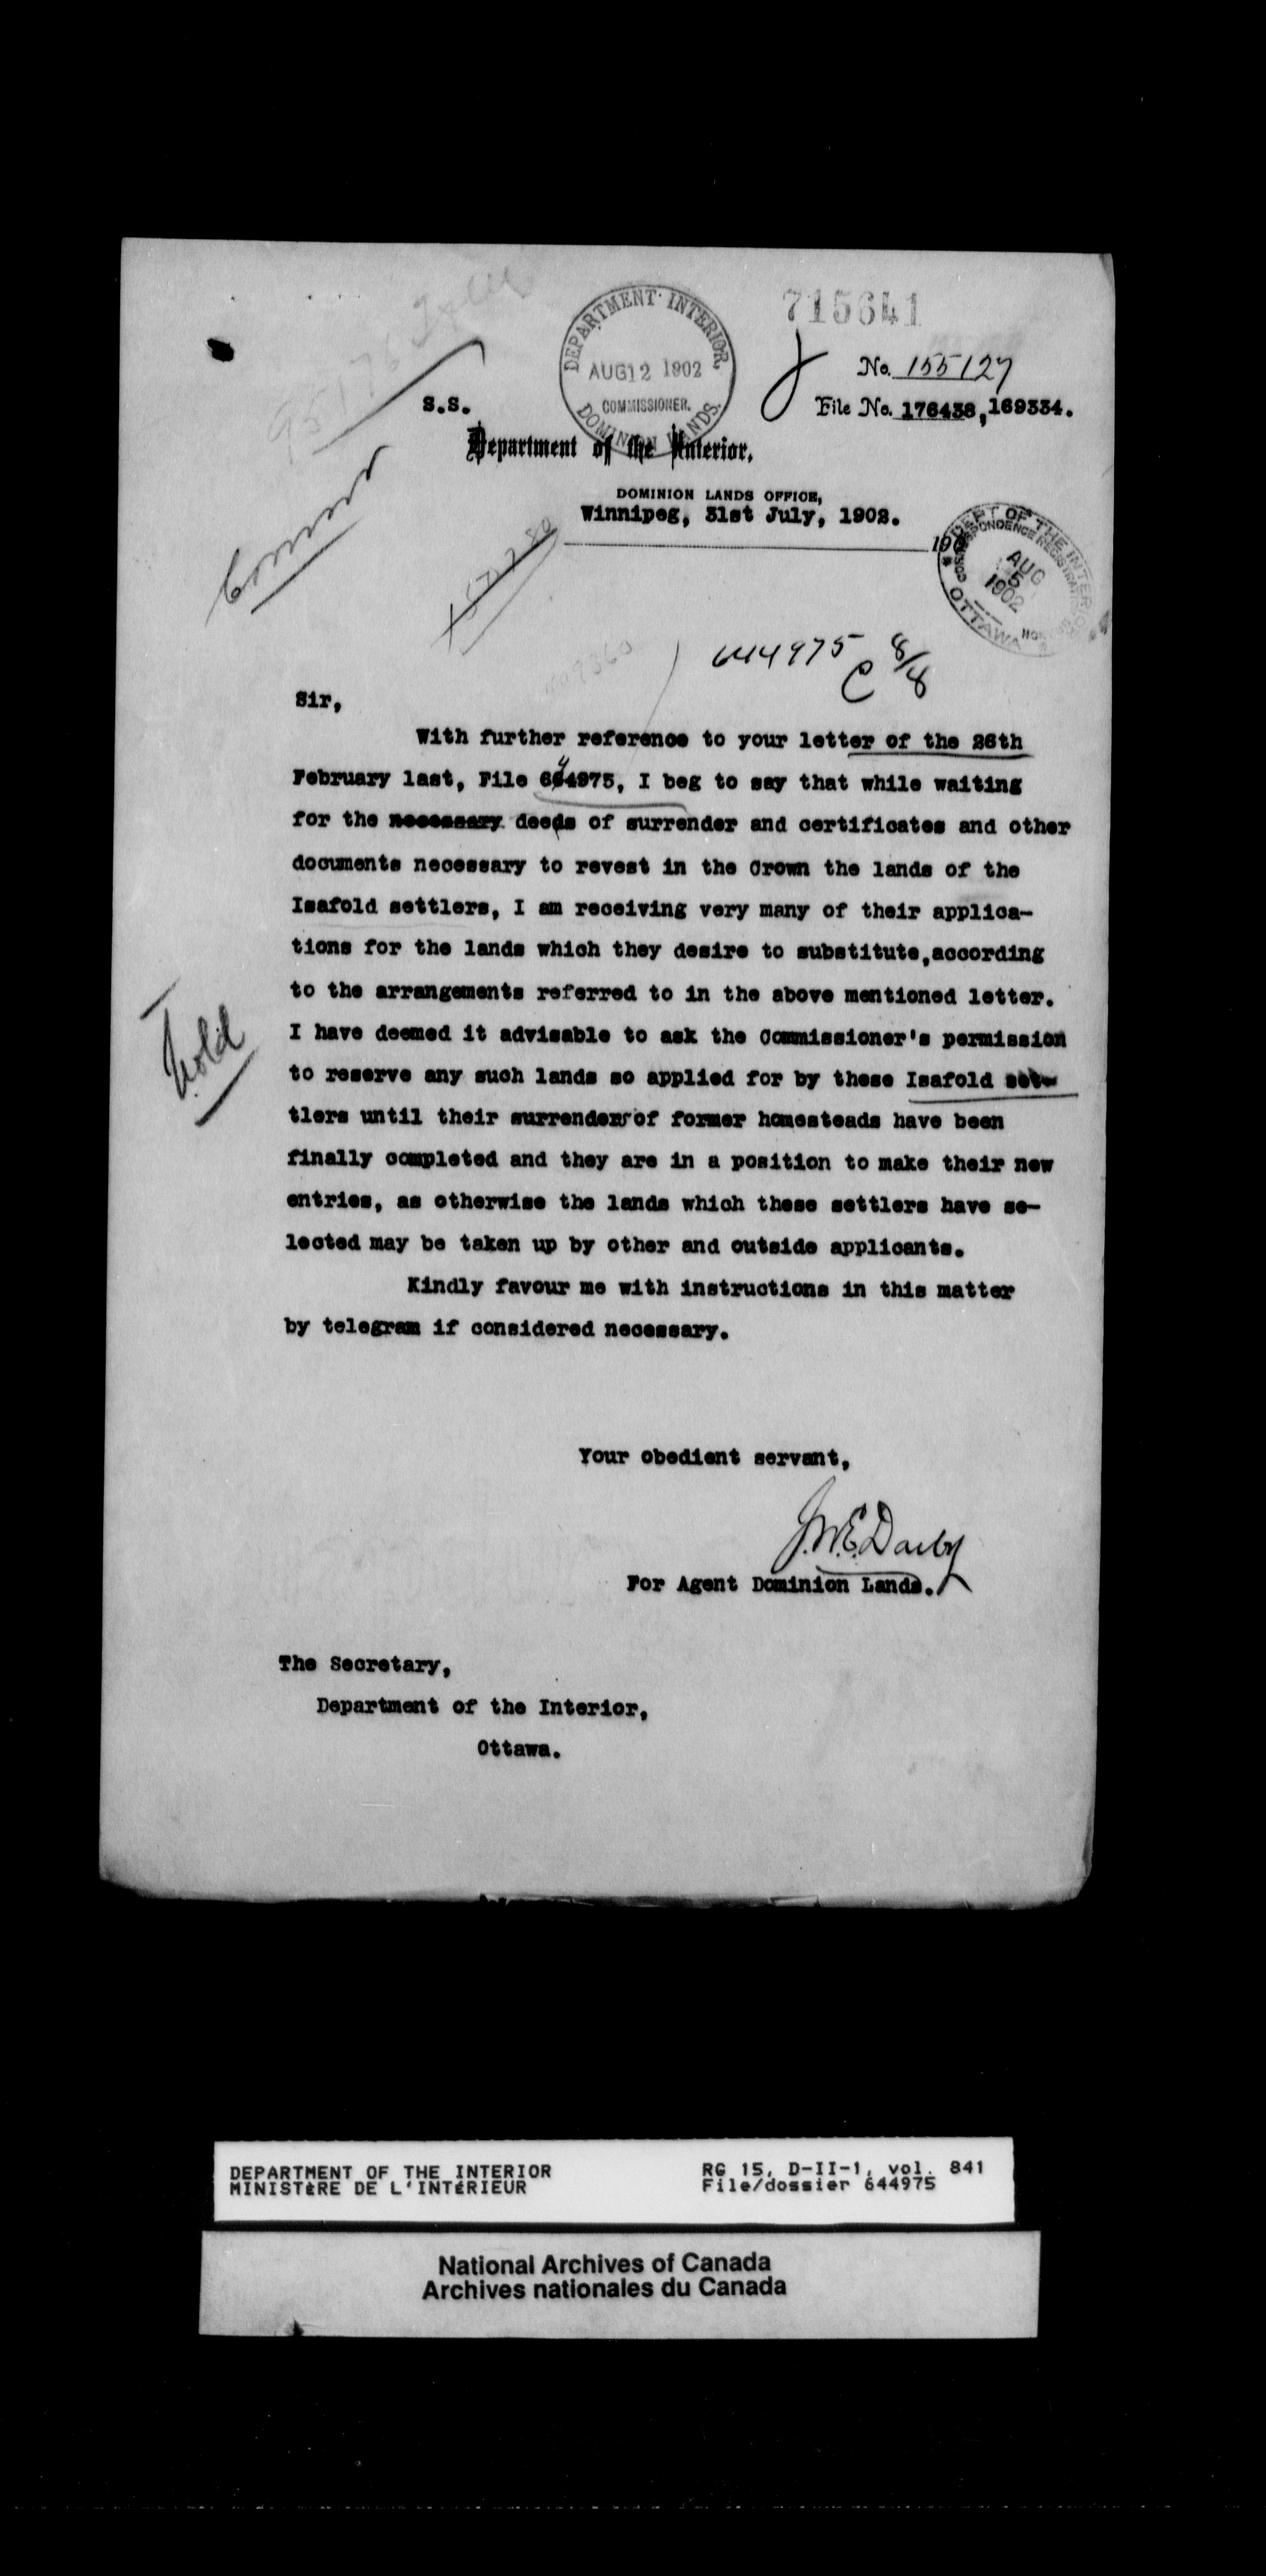 715641
DEPARTMENT INTERIOR,
AUG 12 1902
COMMISSIONER.
DOMINION LANDS.
No. 155127
File No. 176438, 169334.
S.S.
Department of the Interior.
DOMINION LANDS OFFICE,
Winnipeg, 31st July, 1902.
190
DEPT OF THE INTERIOR
CORRESPONDENCE REGISTRATION
AUG
5
1902
OTTAWA
644975 8/8
C
Sir,
With further reference to your letter of the 26th
February last, File 644975, I beg to say that while waiting
for the necessary deeds of surrender and certificates and other
documents necessary to revest in the Crown the lands of the
Isafold settlers, I am receiving very many of their applica-
tions for the lands which they desire to substitute,according
to the arrangements referred to in the above mentioned letter.
I have deemed it advisable to ask the Commissioner's permission
to reserve any such lands so applied for by these Isafold set-
tlers until their surrenders of former homesteads have been
finally completed and they are in a position to make their new
entries, as otherwise the lands which these settlers have se-
lected may be taken up by other and outside applicants.
Hold
Kindly favour me with instructions in this matter
by telegram if considered necessary.
Your obedient servant,
J.W.E. Darby
For Agent Dominion Lands.
The Secretary,
Department of the Interior,
Ottawa.
DEPARTMENT OF THE INTERIOR
MINISTÈRE DE L'INTÉRIEUR
RG 15, D-II-1, vol. 841
File/dossier 644975
National Archives of Canada
Archives nationales du Canada